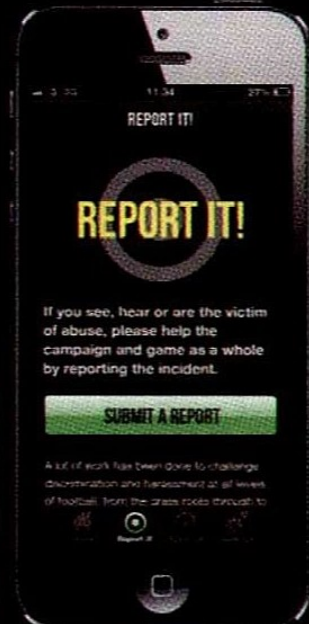 11:34
27%
REPORT IT!
REPORT IT!
If you see, hear or are the victim
of abuse, please help the
campaign and game as a whole
by reporting the incident.
SUBMIT A REPORT
A lot of work has been done to challenge
discrimination and harassment at all levels
of football, from the grass roots through to
Report it